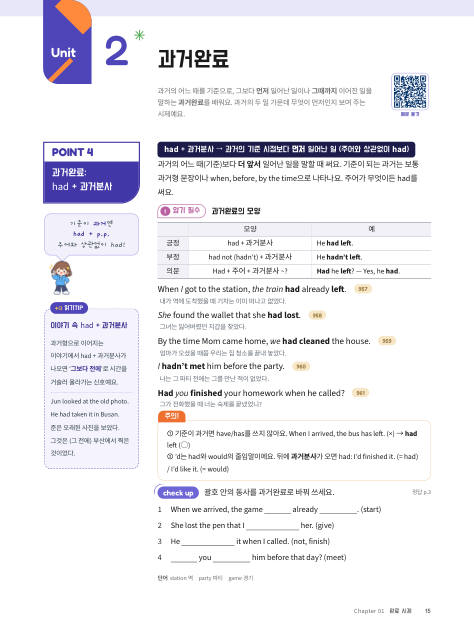 Unit
2
과거완료
과거의 어느 때를 기준으로, 그보다 먼저 일어난 일이나 그때까지 이어진 일을
말하는 과거완료를 배워요. 과거의 두 일 가운데 무엇이 먼저인지 보여 주는
시제예요.
POINT 4
과거완료:
had + 과거분사
기준이 과거면
had + p.p.
주어와 상관없이 had!
이야기 속 had + 과거분사
과거형으로 이어지는
이야기에서 had + 과거분사가
나오면 '그보다 전에'로 시간을
거슬러 올라가는 신호예요.
Jun looked at the old photo.
He had taken it in Busan.
준은 오래된 사진을 보았다.
그것은 (그 전에) 부산에서 찍은
것이었다.
had + 과거분사 → 과거의 기준 시점보다 먼저 일어난 일 (주어와 상관없이 had)
과거의 어느 때(기준)보다 더 앞서 일어난 일을 말할 때 써요. 기준이 되는 과거는 보통
과거형 문장이나 when, before, by the time으로 나타나요. 주어가 무엇이든 had를
써요.
! 암기 필수 과거완료의 모양
모양 예
긍정 had + 과거분사 He had left.
부정 had not (hadn't) + 과거분사 He hadn't left.
의문 Had + 주어 + 과거분사 ~? Had he left? — Yes, he had.
When I got to the station, the train had already left. 957
내가 역에 도착했을 때 기차는 이미 떠나고 없었다.
She found the wallet that she had lost. 958
그녀는 잃어버렸던 지갑을 찾았다.
By the time Mom came home, we had cleaned the house. 959
엄마가 오셨을 때쯤 우리는 집 청소를 끝내 놓았다.
I hadn't met him before the party. 960
나는 그 파티 전에는 그를 만난 적이 없었다.
Had you finished your homework when he called? 961
그가 전화했을 때 너는 숙제를 끝냈었니?
주의!
① 기준이 과거면 have/has를 쓰지 않아요. When I arrived, the bus has left. (×) → had
left (○)
② 'd는 had와 would의 줄임말이에요. 뒤에 과거분사가 오면 had: I'd finished it. (= had)
/ I'd like it. (= would)
check up 괄호 안의 동사를 과거완료로 바꿔 쓰세요.
정답 p.3
1 When we arrived, the game ______ already _________. (start)
2 She lost the pen that I ____________ her. (give)
3 He ____________ it when I called. (not, finish)
4 ______ you _________ him before that day? (meet)
단어 station 역 party 파티 game 경기
Chapter 01 완료 시제 15